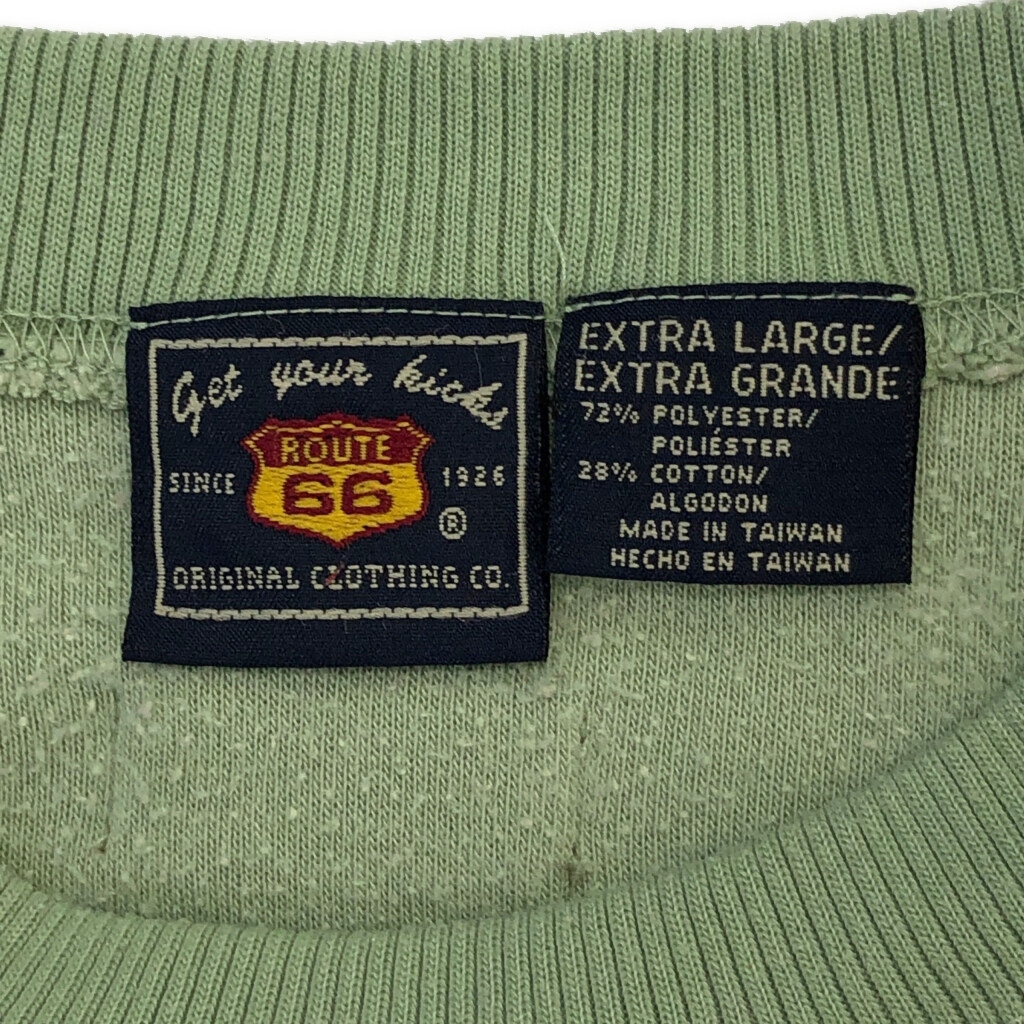 Get your kicks
ROUTE
66
SINCE 1926
®
ORIGINAL CLOTHING CO.
EXTRA LARGE/
EXTRA GRANDE
72% POLYESTER/
POLIÉSTER
28% COTTON/
ALGODON
MADE IN TAIWAN
HECHO EN TAIWAN